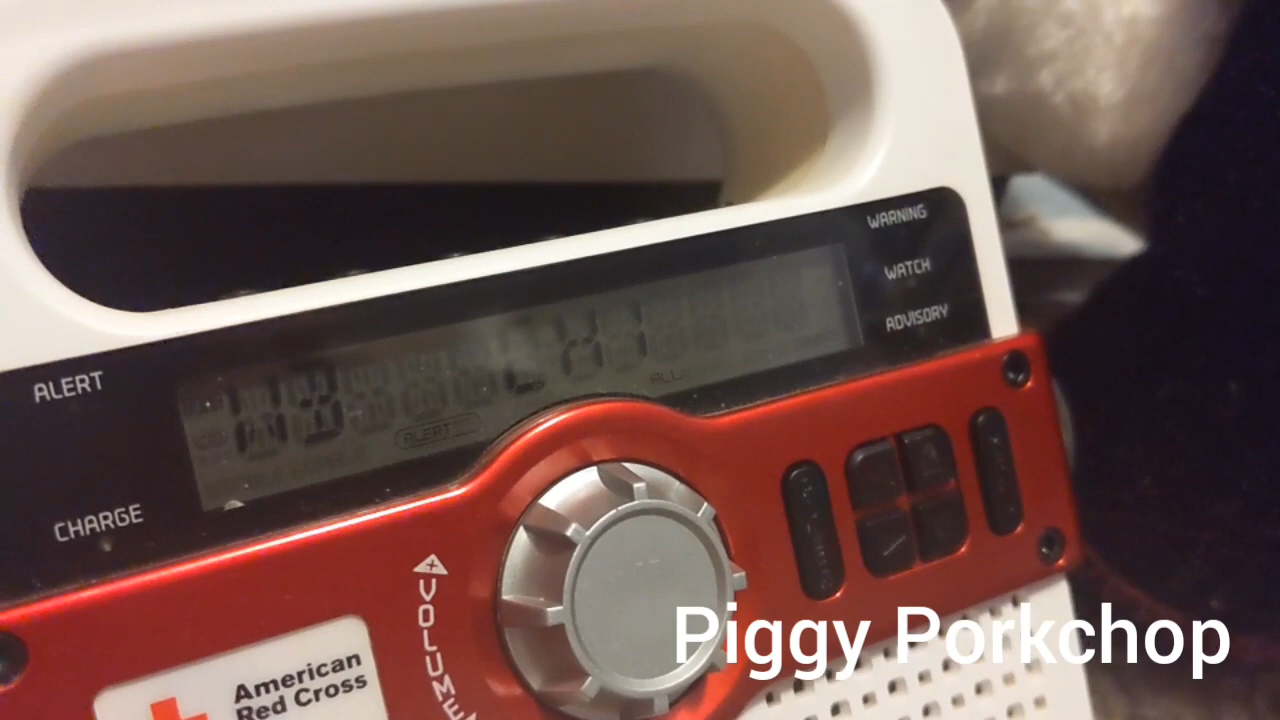 WARNING
WATCH
ADVISORY
ALERT
ALL
ALERT
CHARGE
VOLUME
American
Red Cross
Piggy Porkchop